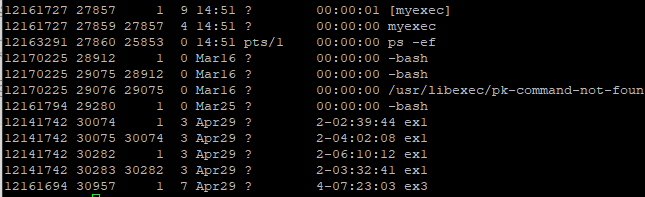 12161727 27857 1 9 14:51 ? 00:00:01 [myexec]
12161727 27859 27857 4 14:51 ? 00:00:00 myexec
12163291 27860 25853 0 14:51 pts/1 00:00:00 ps -ef
12170225 28912 1 0 Mar16 ? 00:00:00 -bash
12170225 29075 28912 0 Mar16 ? 00:00:00 -bash
12170225 29076 29075 0 Mar16 ? 00:00:00 /usr/libexec/pk-command-not-foun
12161794 29280 1 0 Mar25 ? 00:00:00 -bash
12141742 30074 1 3 Apr29 ? 2-02:39:44 ex1
12141742 30075 30074 3 Apr29 ? 2-04:02:08 ex1
12141742 30282 1 3 Apr29 ? 2-06:10:12 ex1
12141742 30283 30282 3 Apr29 ? 2-03:32:41 ex1
12161694 30957 1 7 Apr29 ? 4-07:23:03 ex3